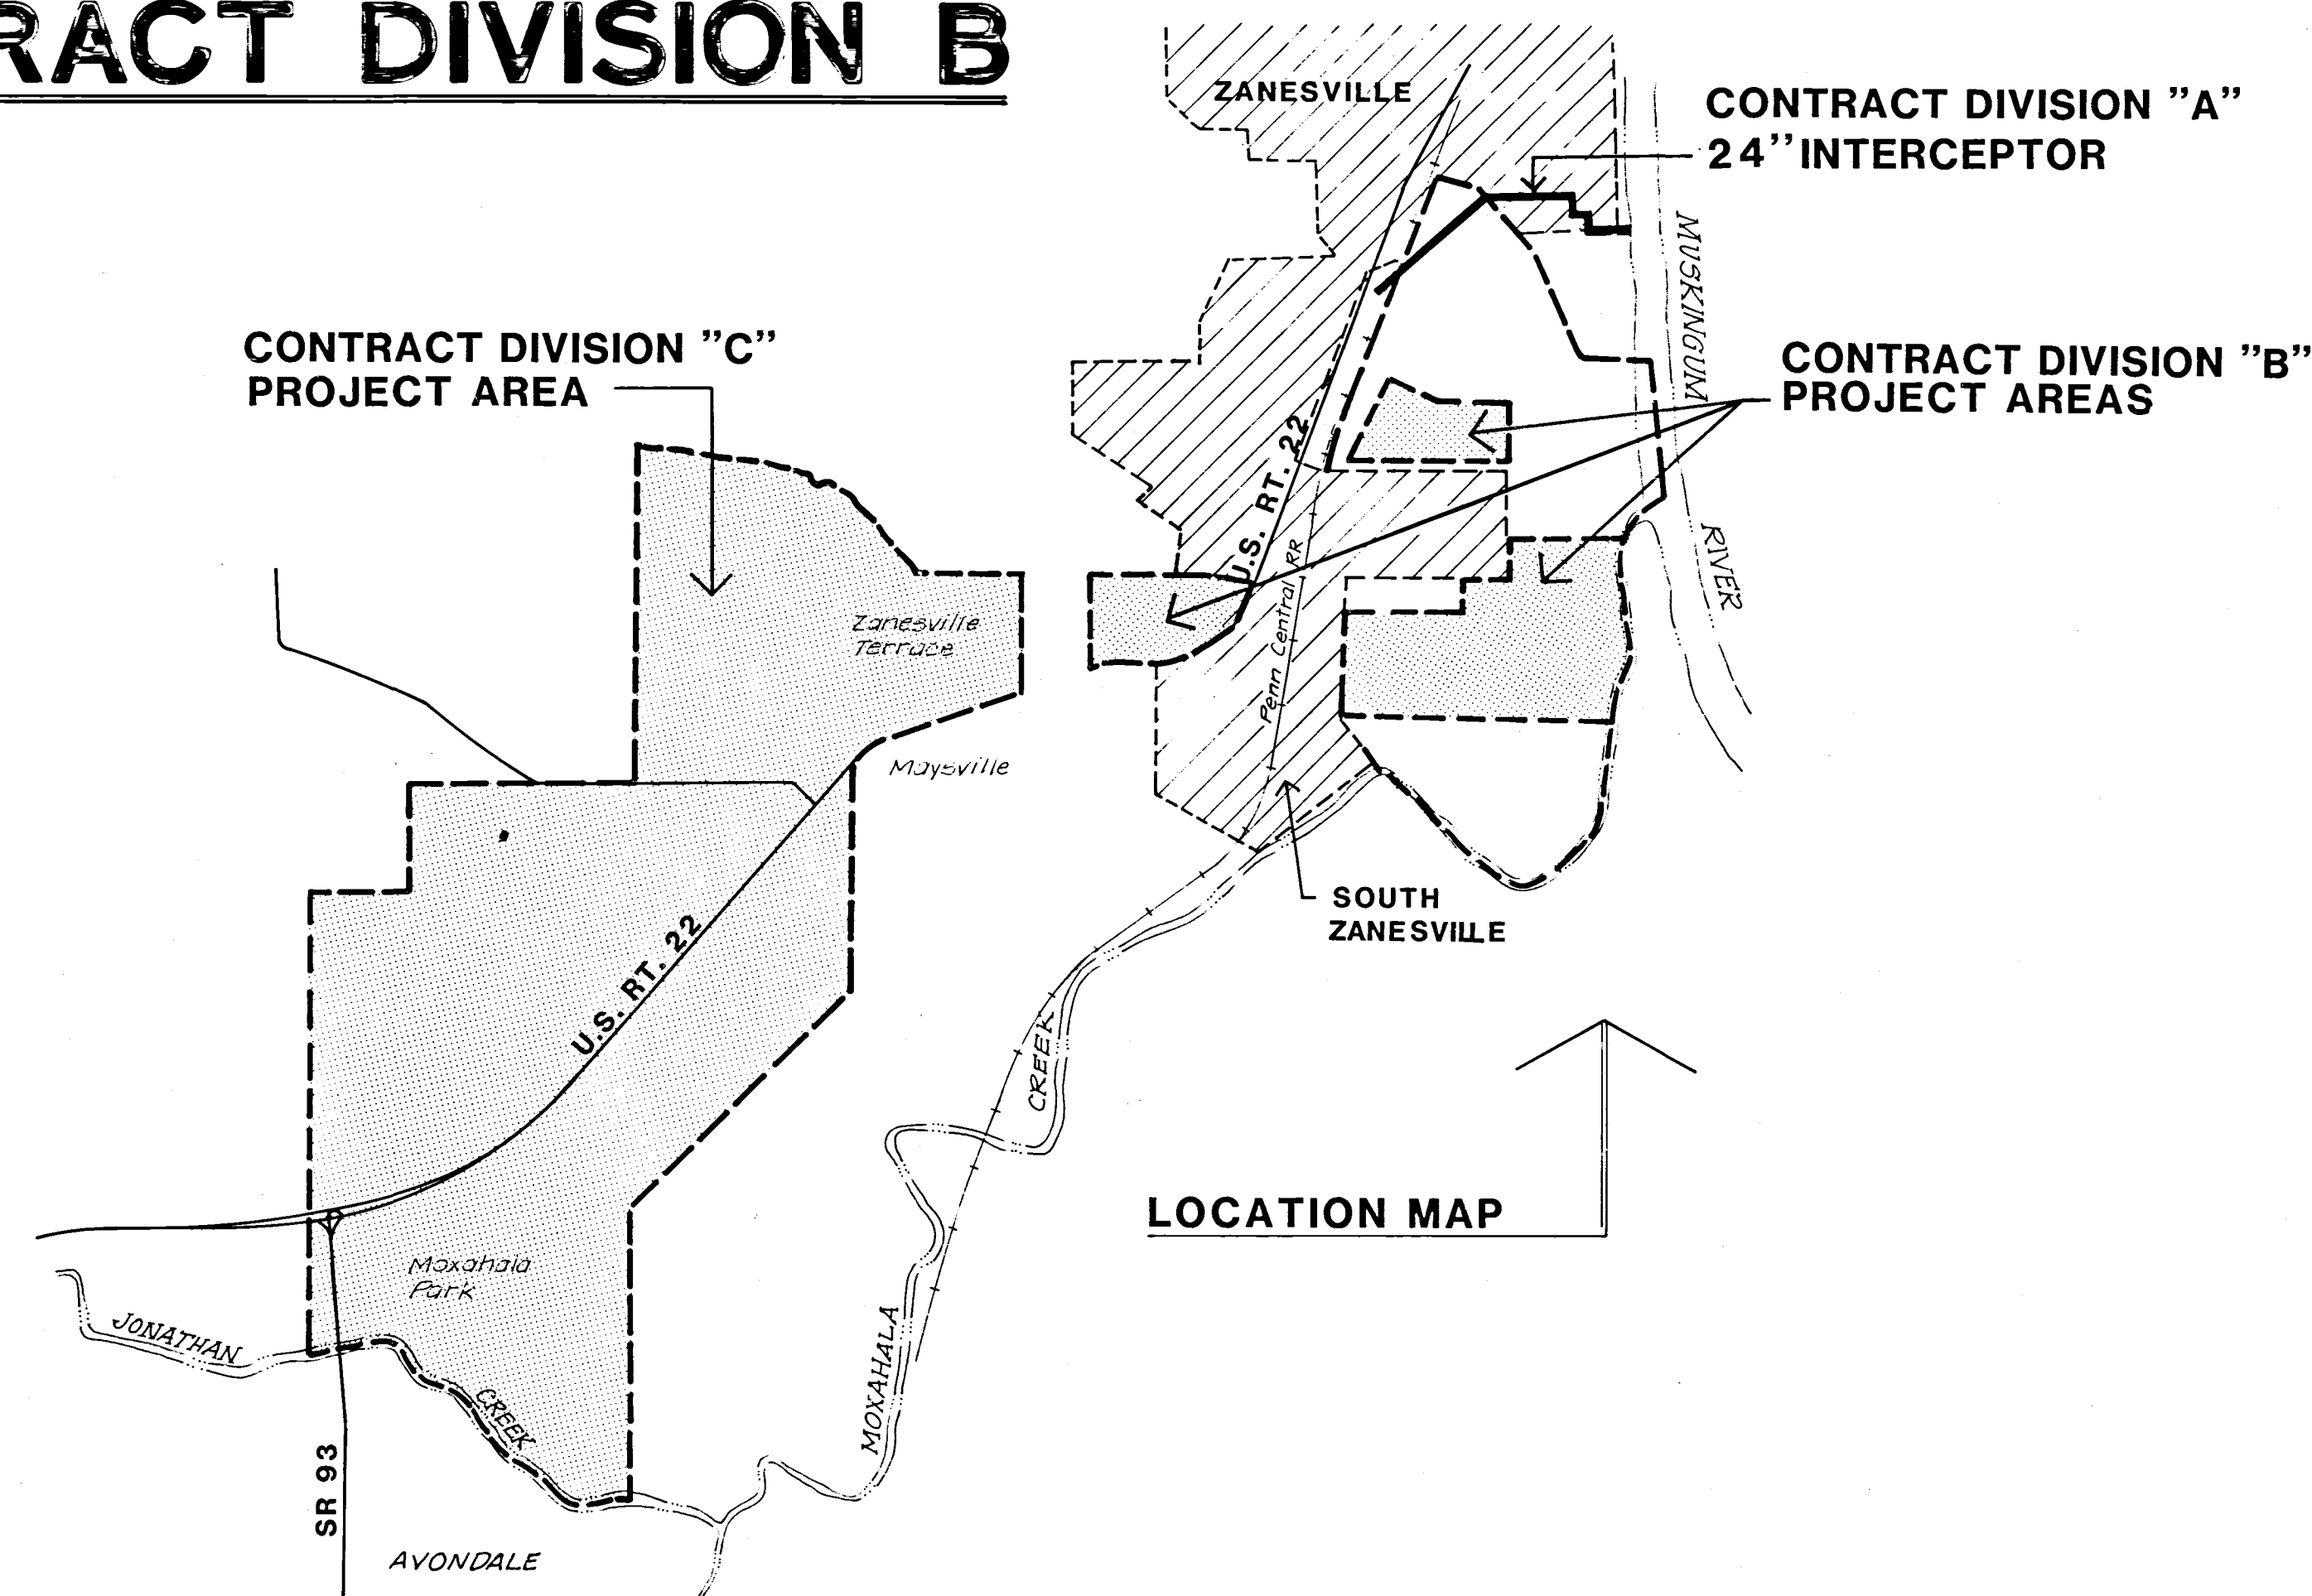 RACT DIVISION B
ZANESVILLE
CONTRACT DIVISION "A"
24" INTERCEPTOR
MUSKINGUM
RIVER
CONTRACT DIVISION "C"
PROJECT AREA
CONTRACT DIVISION "B"
PROJECT AREAS
U.S. RT. 22
Penn Central RR
Zanesville
Terrace
Maysville
SOUTH
ZANESVILLE
U.S. RT. 22
CREEK
LOCATION MAP
Moxahala
Park
JONATHAN
CREEK
MOXAHALA
SR 93
AVONDALE